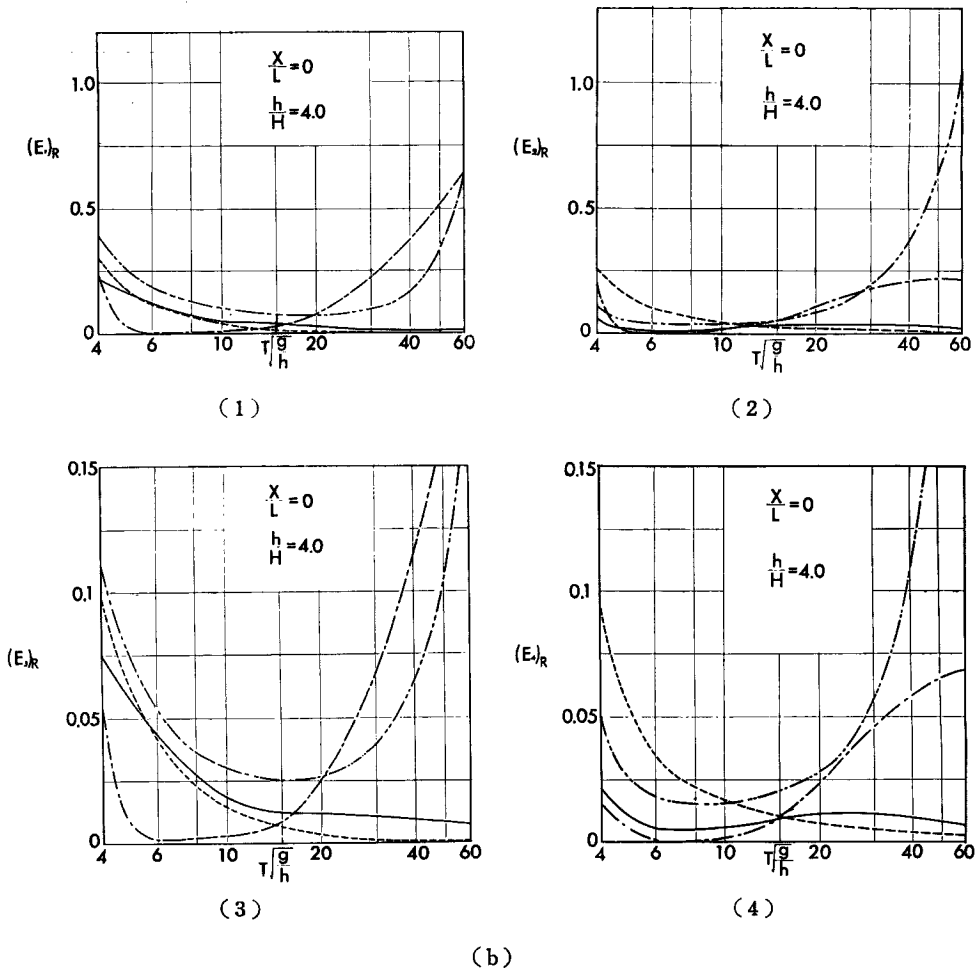 (E₁)R
1.0
0.5
0
X/L = 0
h/H = 4.0
4 6 10 20 40 60
T√g/h
(1)
(E₂)R
1.0
0.5
0
X/L = 0
h/H = 4.0
4 6 10 20 40 60
T√g/h
(2)
(E₃)R
0.15
0.1
0.05
0
X/L = 0
h/H = 4.0
4 6 10 20 40 60
T√g/h
(3)
(E₄)R
0.15
0.1
0.05
0
X/L = 0
h/H = 4.0
4 6 10 20 40 60
T√g/h
(4)
(b)